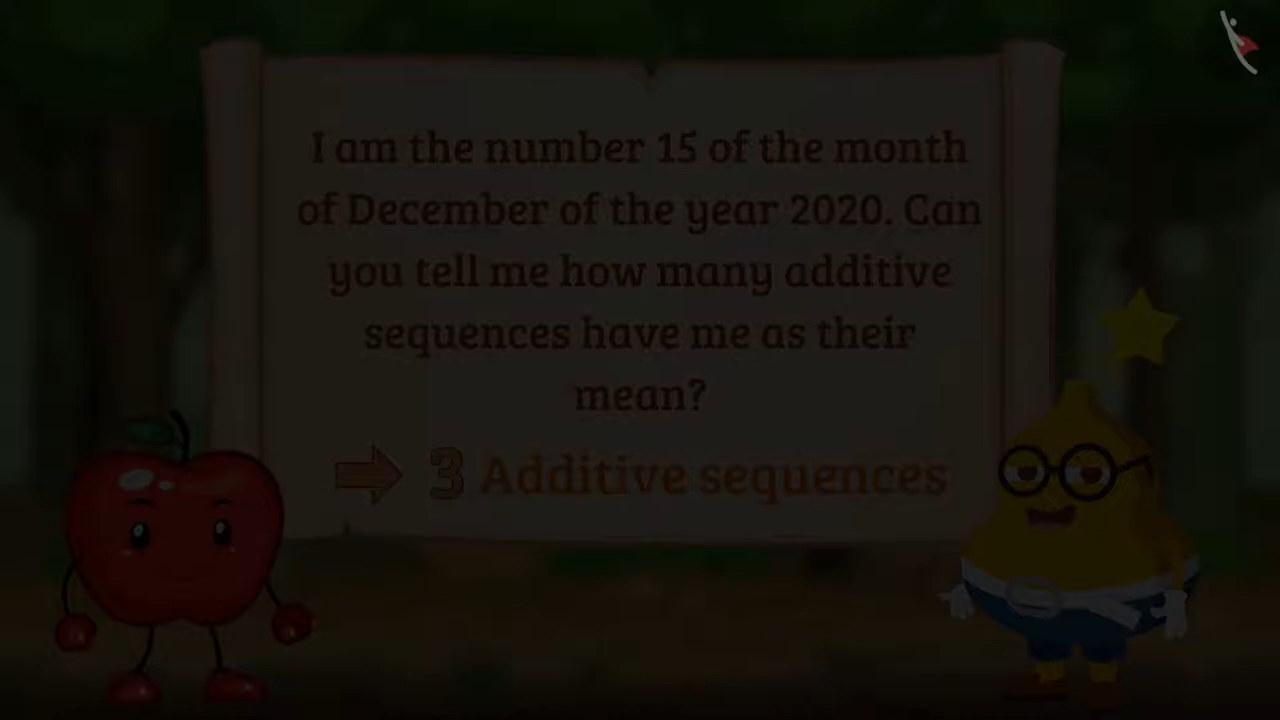 I am the number 15 of the month
of December of the year 2020. Can
you tell me how many additive
sequences have me as their
mean?
3 Additive sequences